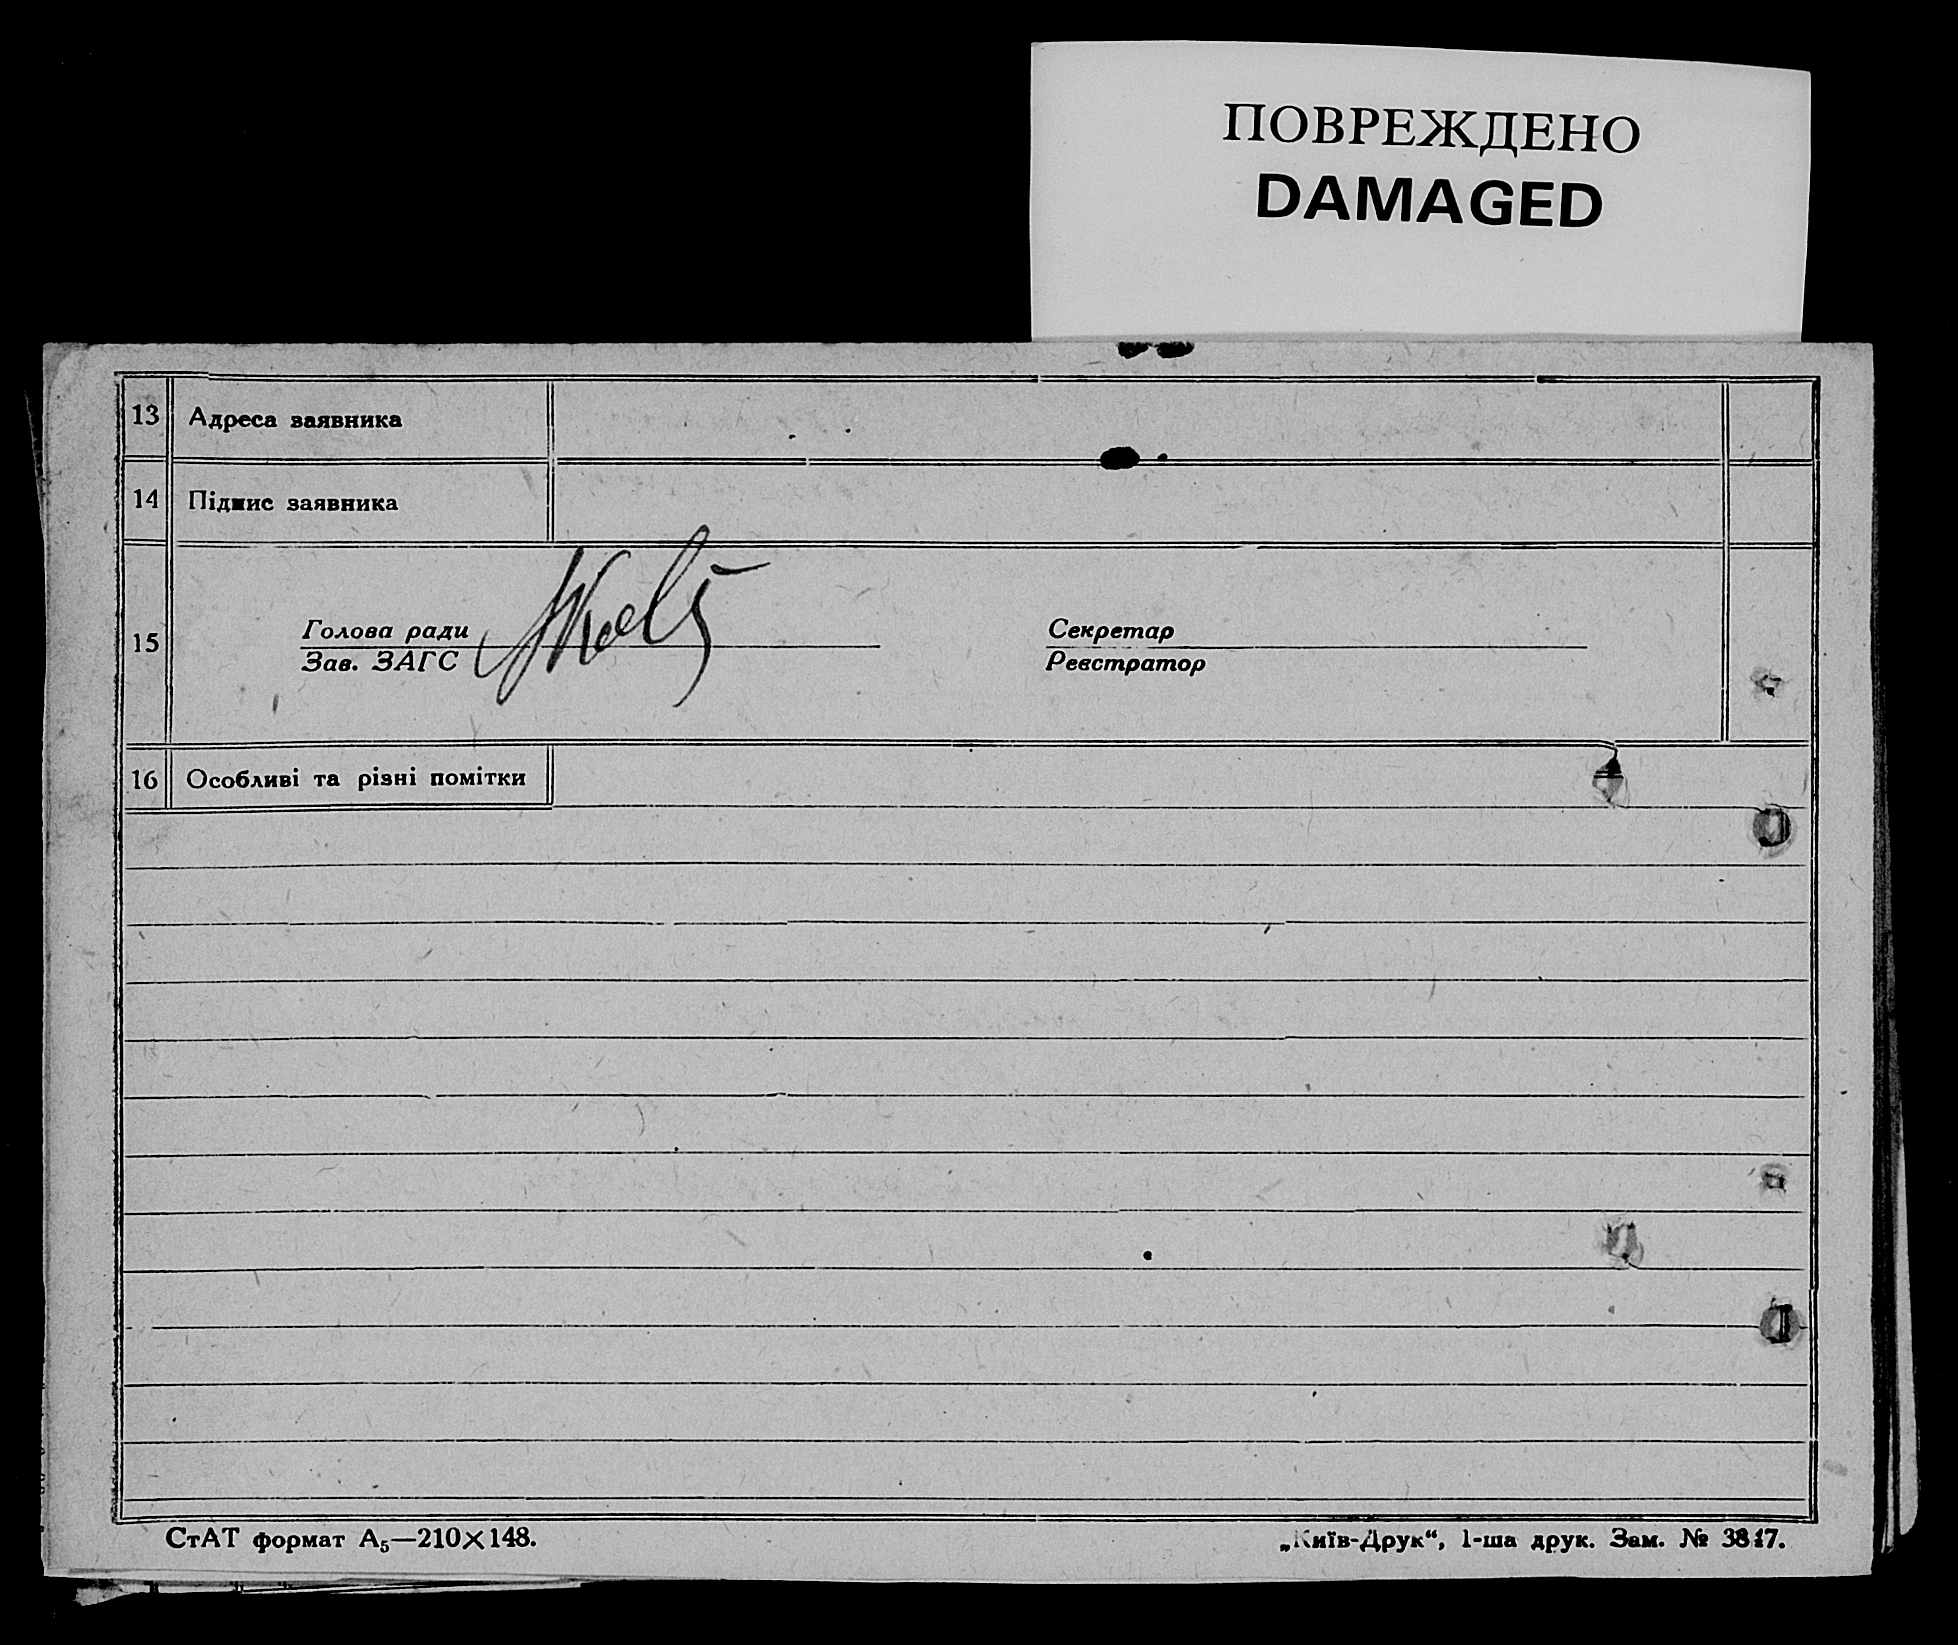 ПОВРЕЖДЕНО
DAMAGED
13 Адреса заявника
14 Підпис заявника
15
Голова ради
Зав. ЗАГС
Секретар
Реєстратор
16 Особливі та різні помітки
СтАТ формат А₅—210×148.
„Київ-Друк“, 1-ша друк. Зам. №